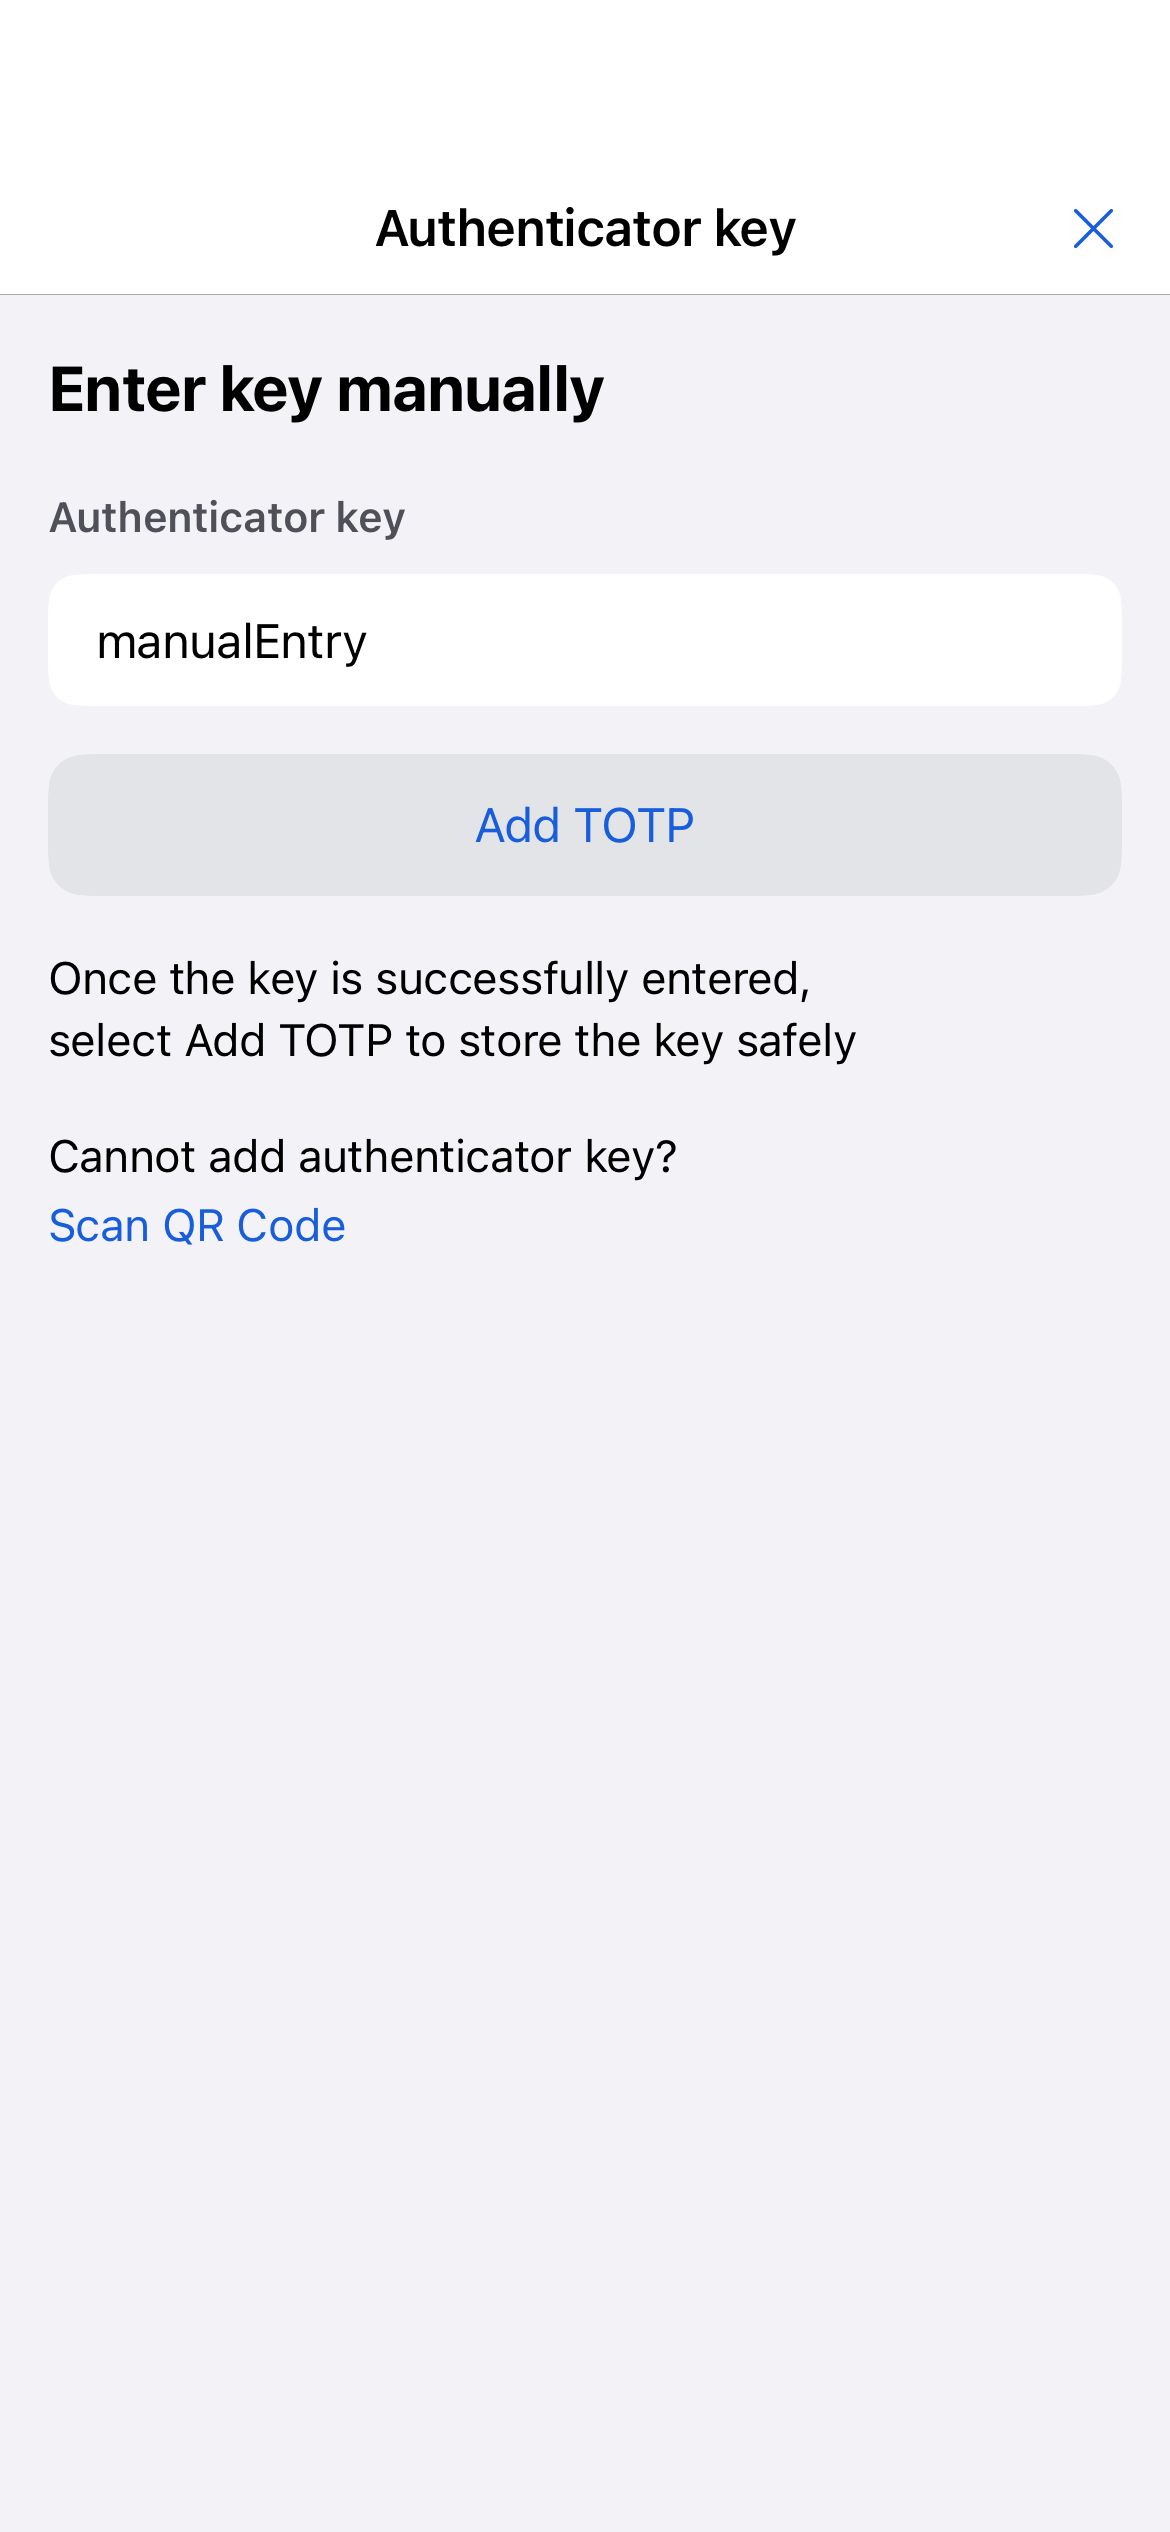 Authenticator key
Enter key manually
Authenticator key
manualEntry
Add TOTP
Once the key is successfully entered,
select Add TOTP to store the key safely
Cannot add authenticator key?
Scan QR Code